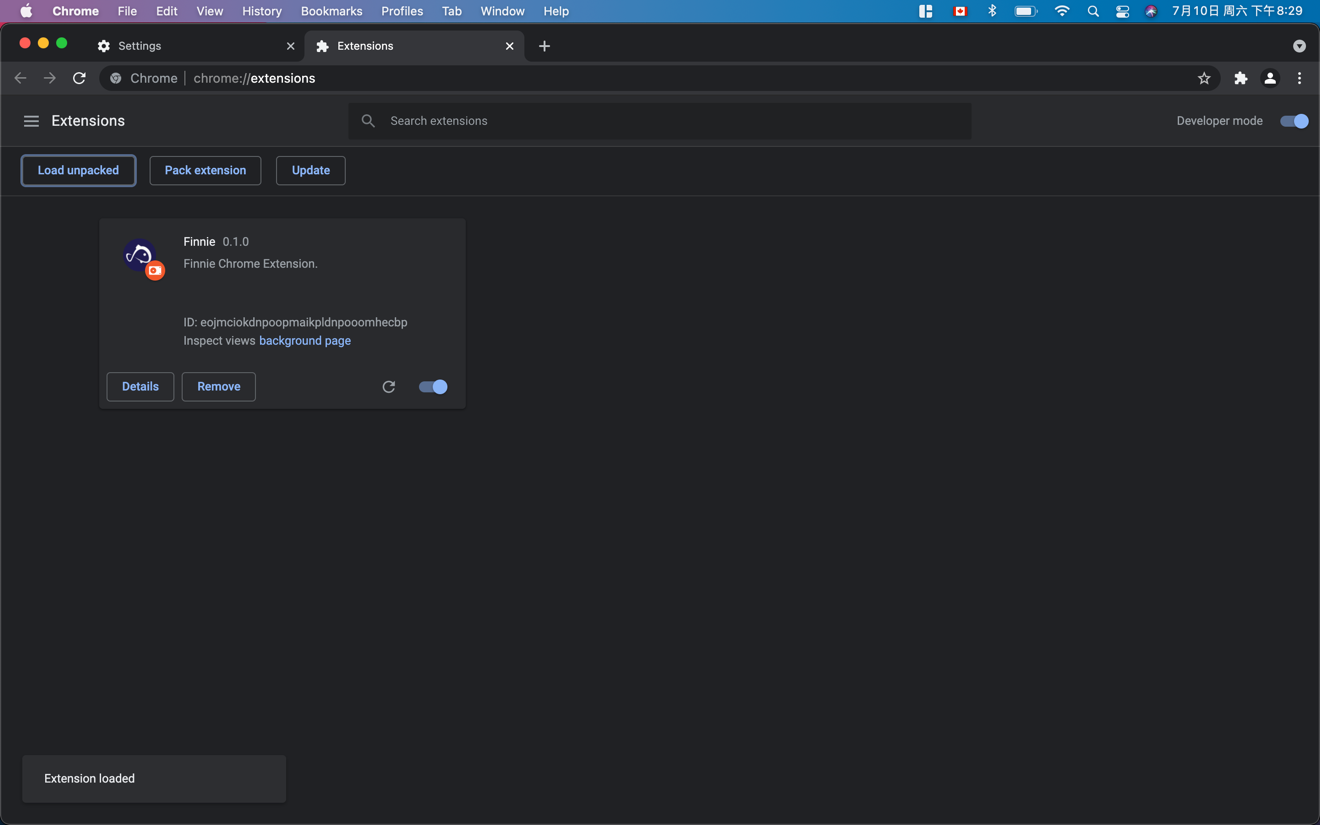 Chrome File Edit View History Bookmarks Profiles Tab Window Help 7月10日 周六 下午8:29
Settings Extensions
Chrome chrome://extensions
Extensions Search extensions Developer mode
Load unpacked Pack extension Update
Finnie 0.1.0
Finnie Chrome Extension.
ID: eojmciokdnpoopmaikpldnpooomhecbp
Inspect views background page
Details Remove
Extension loaded